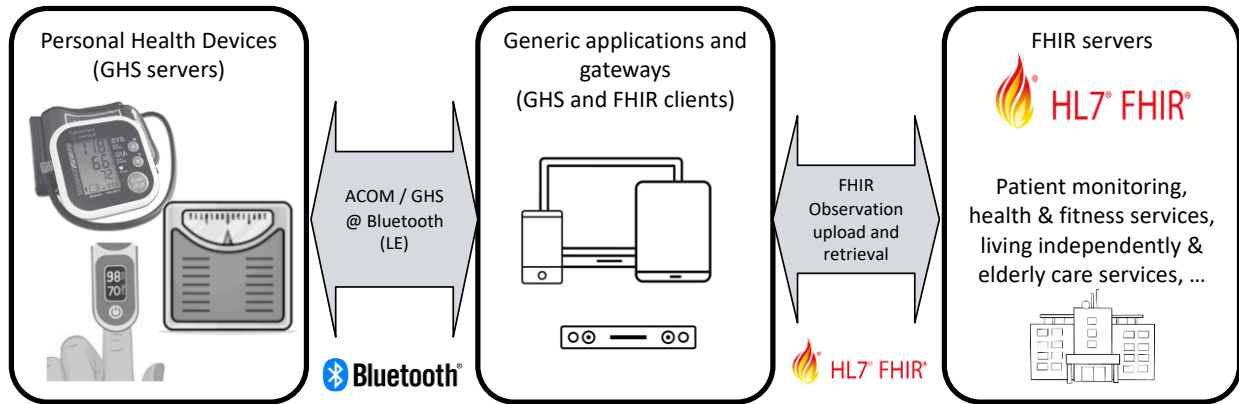 Personal Health Devices
(GHS servers)
118
66
72
98
70
ACOM / GHS
@ Bluetooth
(LE)
Bluetooth®
Generic applications and
gateways
(GHS and FHIR clients)
FHIR
Observation
upload and
retrieval
HL7® FHIR®
FHIR servers
HL7® FHIR®
Patient monitoring,
health & fitness services,
living independently &
elderly care services, ...